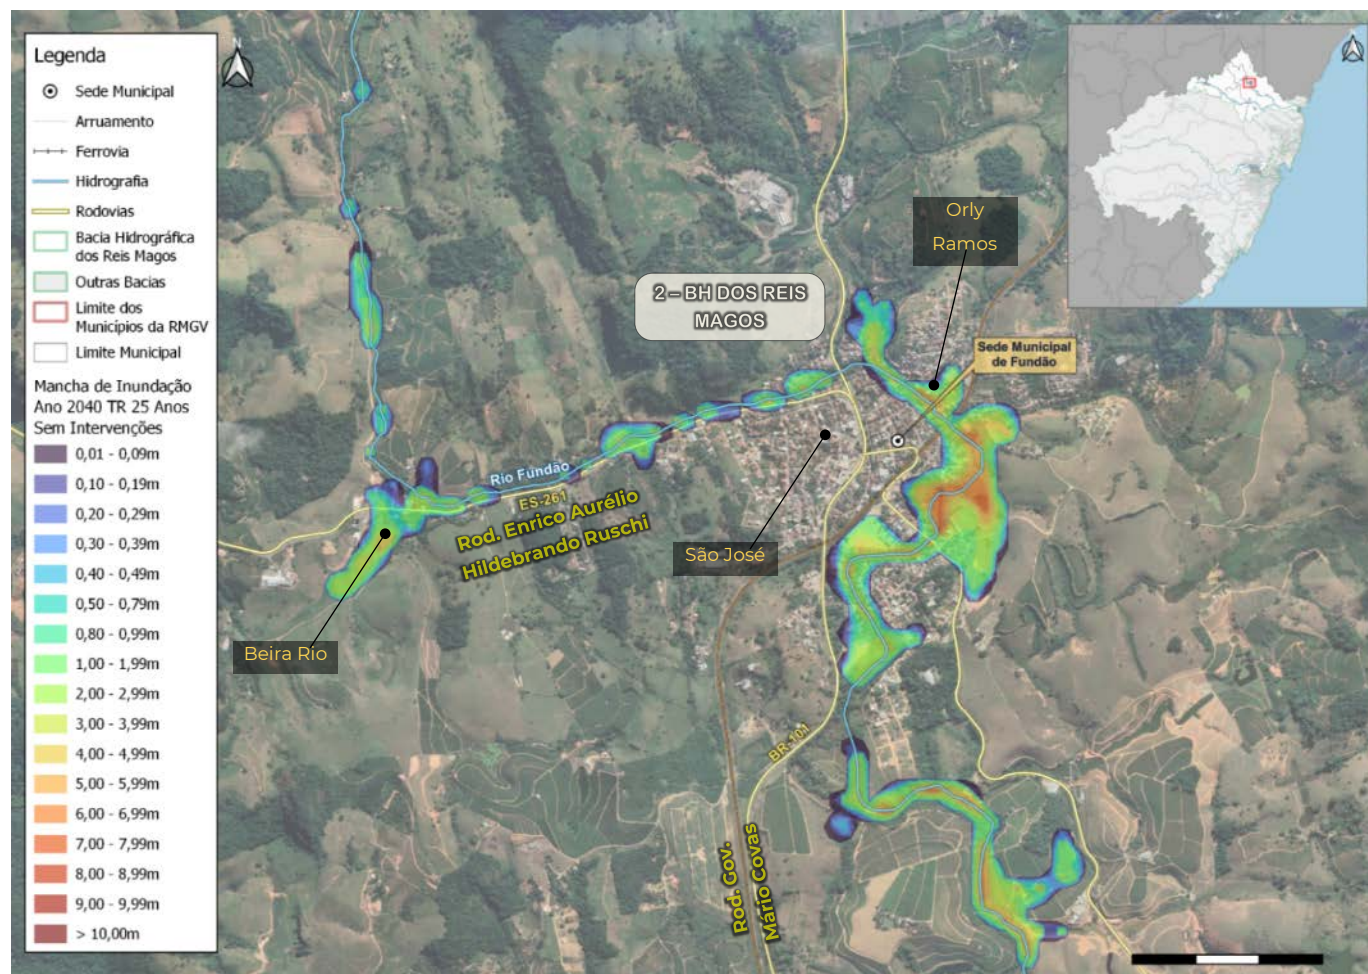 Legenda
Sede Municipal
Arruamento
Ferrovia
Hidrografia
Rodovias
Bacia Hidrográfica
dos Reis Magos
Outras Bacias
Limite dos
Municípios da RMGV
Limite Municipal
Mancha de Inundação
Ano 2040 TR 25 Anos
Sem Intervenções
0,01 - 0,09m
0,10 - 0,19m
0,20 - 0,29m
0,30 - 0,39m
0,40 - 0,49m
0,50 - 0,79m
0,80 - 0,99m
1,00 - 1,99m
2,00 - 2,99m
3,00 - 3,99m
4,00 - 4,99m
5,00 - 5,99m
6,00 - 6,99m
7,00 - 7,99m
8,00 - 8,99m
9,00 - 9,99m
> 10,00m
Orly
Ramos
2 – BH DOS REIS
MAGOS
Sede Municipal
de Fundão
Rio Fundão
ES-261
Rod. Enrico Aurélio
Hildebrando Ruschi
São José
Beira Rio
BR-101
Rod. Gov.
Mário Covas